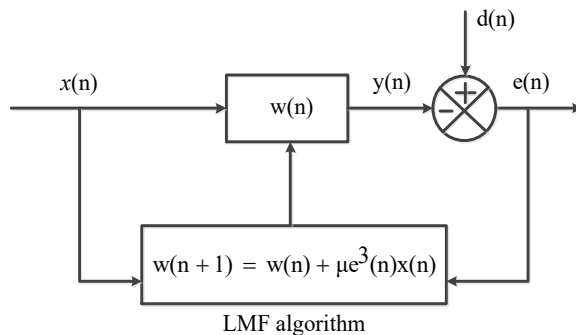 d(n)
x(n)
w(n)
y(n)
+
−
e(n)
w(n + 1) = w(n) + μe³(n)x(n)
LMF algorithm